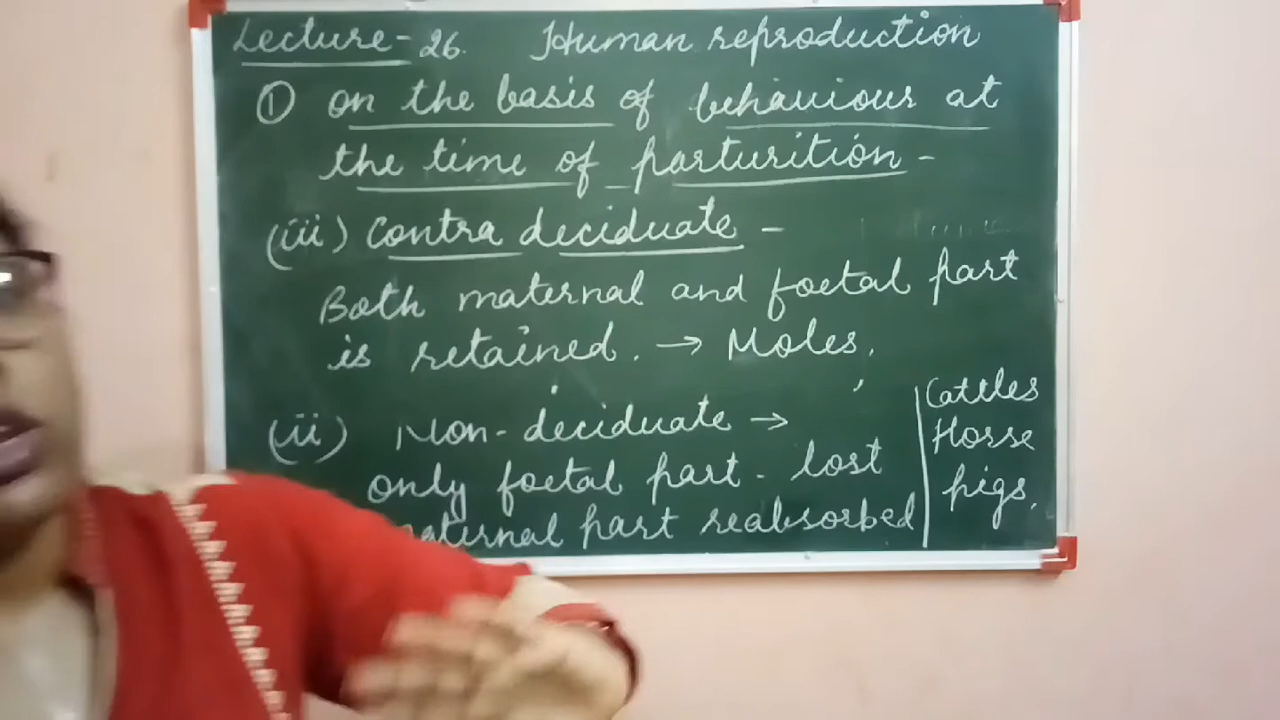 Lecture-26. Human reproduction
① on the basis of behaviour at
the time of parturition -
(iii) Contra deciduate -
Both maternal and foetal part
is retained. → Moles,
(ii) Non-deciduate →
only foetal part - lost
maternal part reabsorbed
Cattles
Horse
pigs.